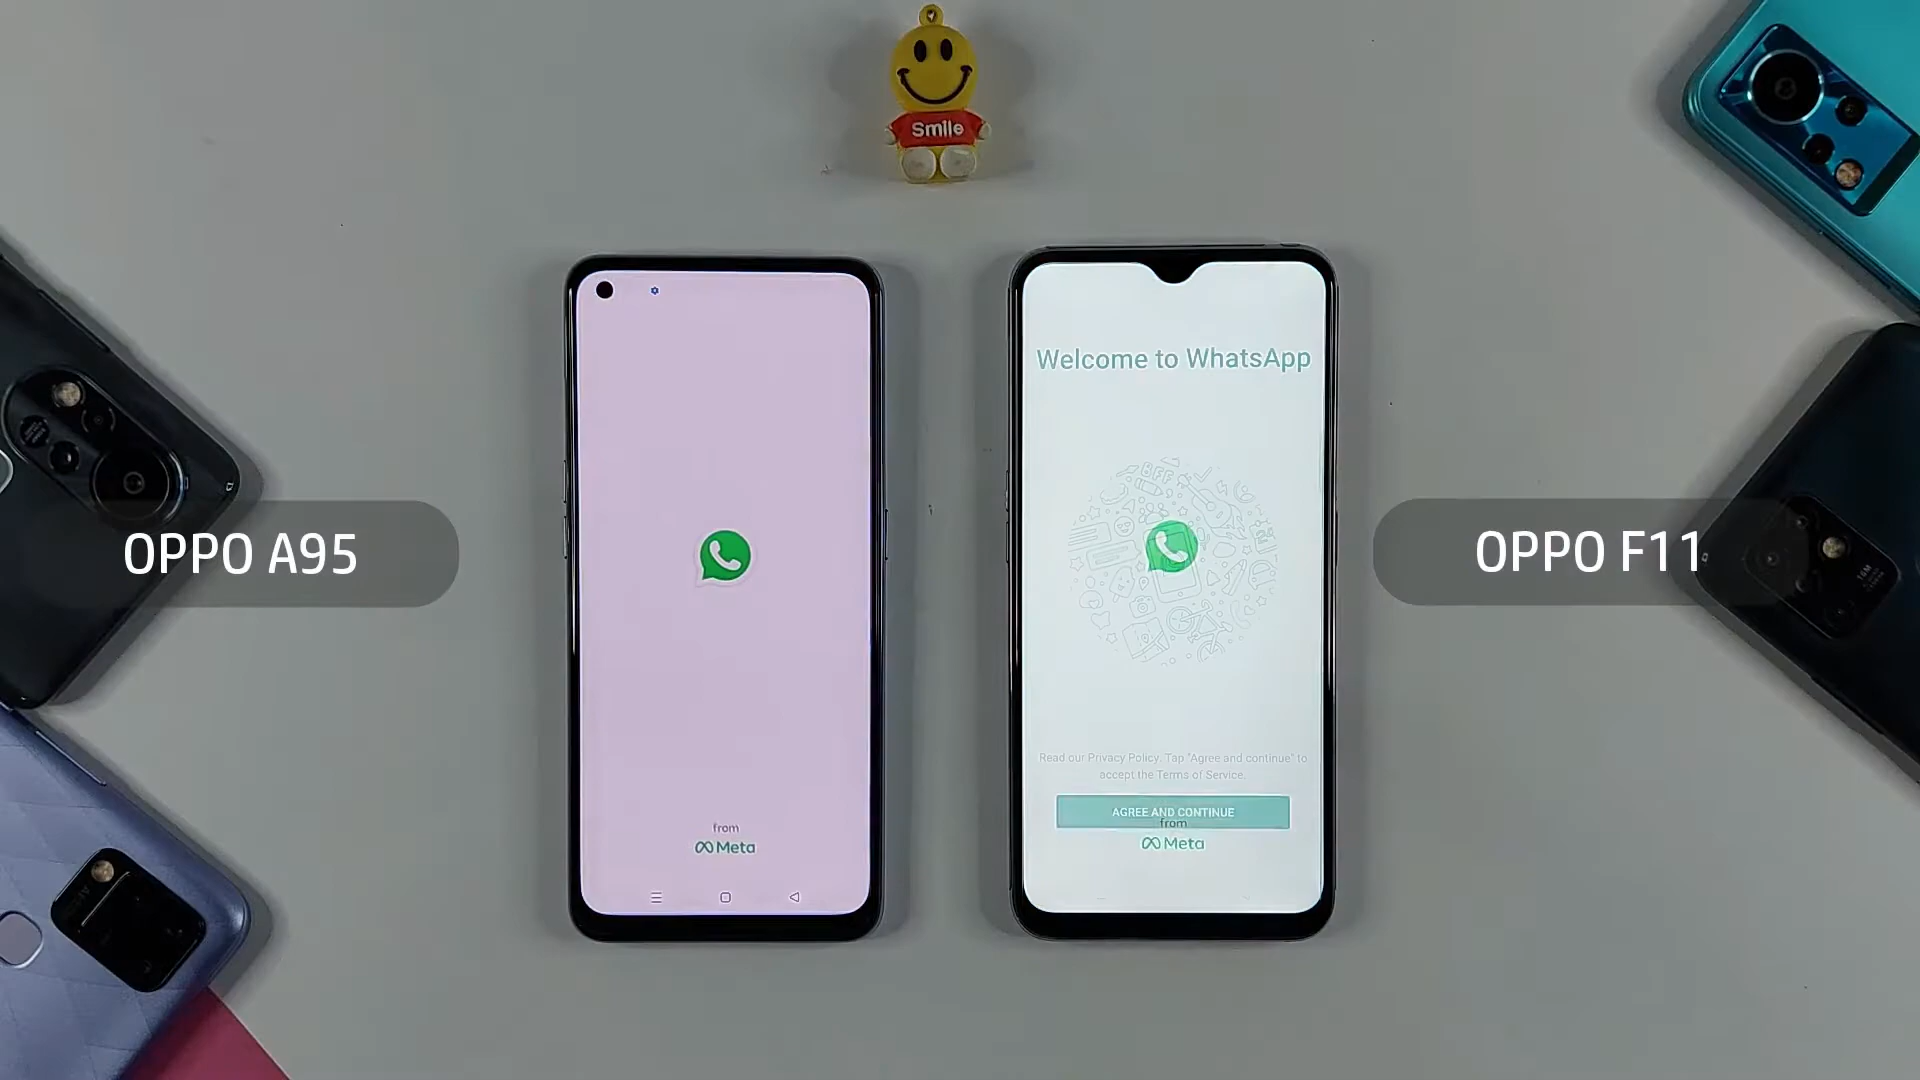 Smile
Welcome to WhatsApp
BFF
OPPO A95
OPPO F11
Read our Privacy Policy. Tap "Agree and continue" to
accept the Terms of Service.
AGREE AND CONTINUE
from
Meta
from
Meta